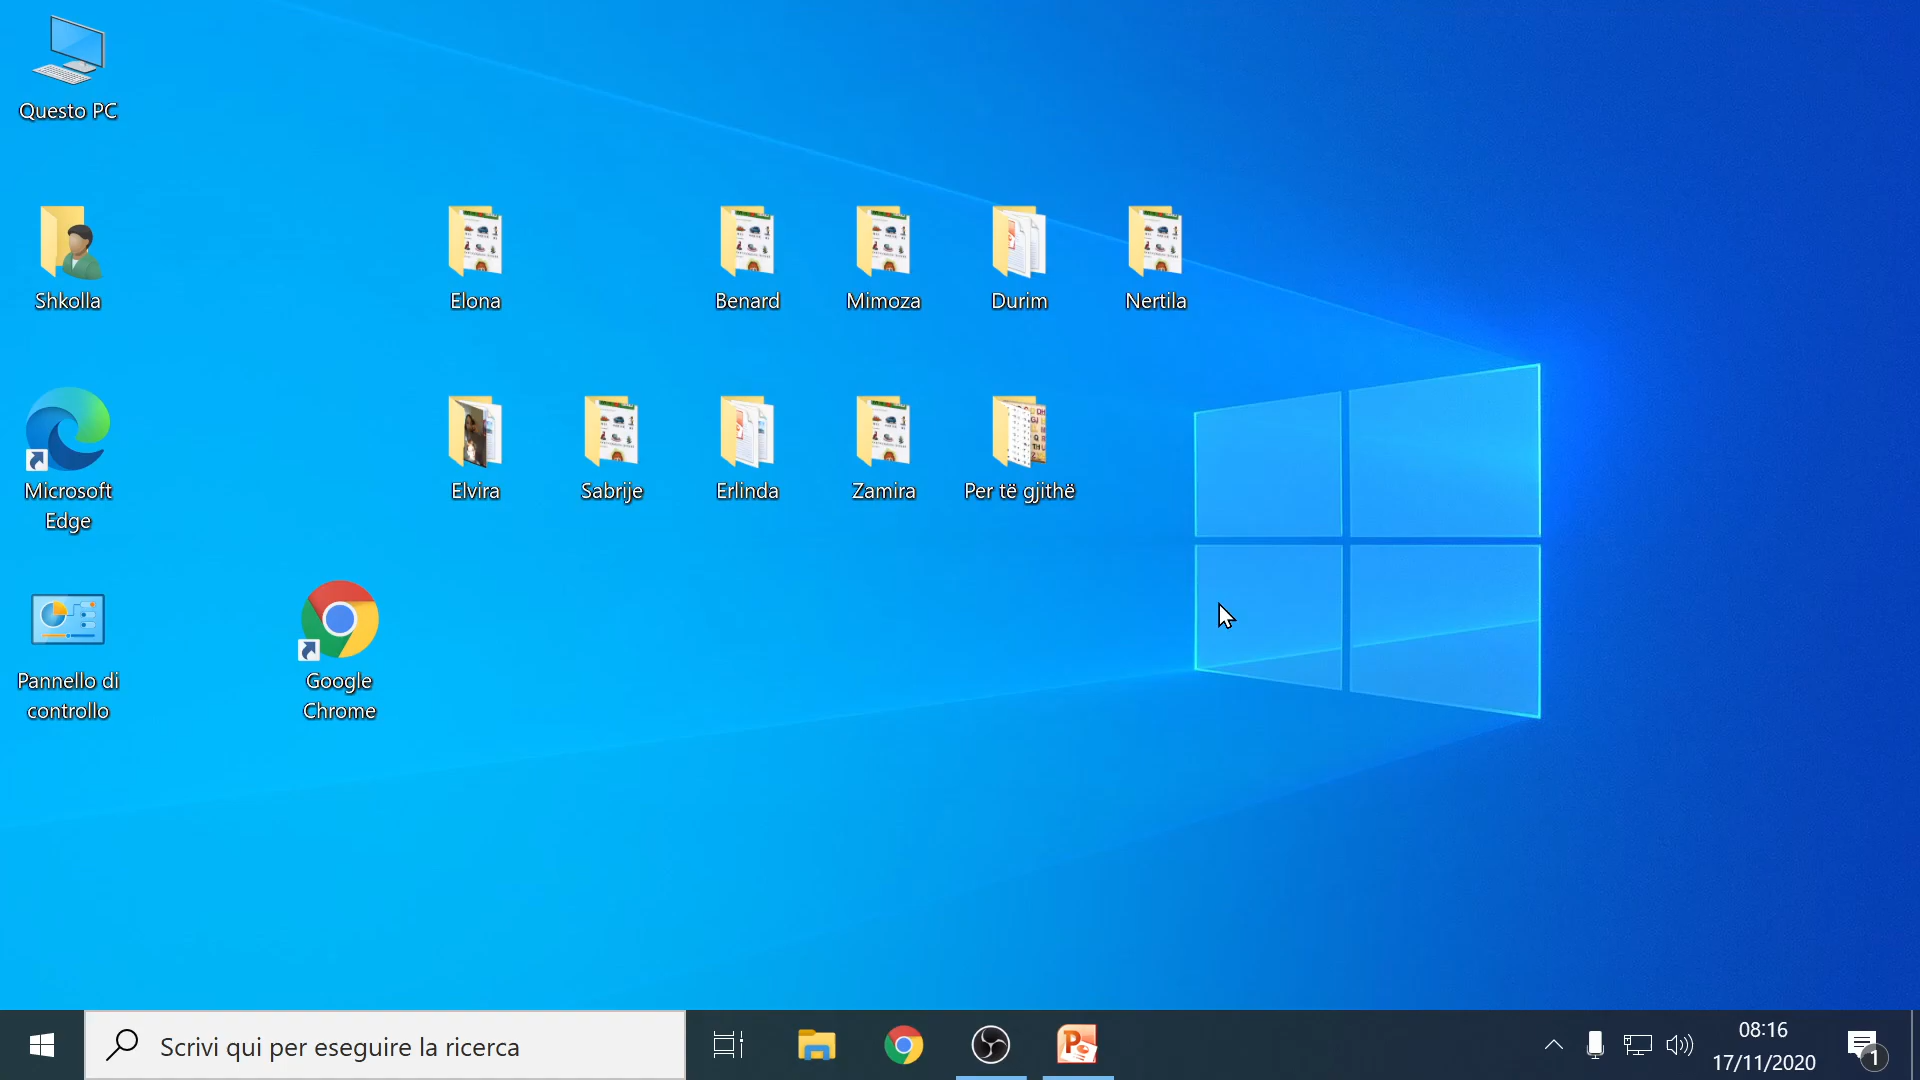 Questo PC
Shkolla
Elona
Benard
Mimoza
Durim
Nertila
Microsoft
Edge
Elvira
Sabrije
Erlinda
Zamira
Per të gjithë
Pannello di
controllo
Google
Chrome
Scrivi qui per eseguire la ricerca
08:16
17/11/2020
1